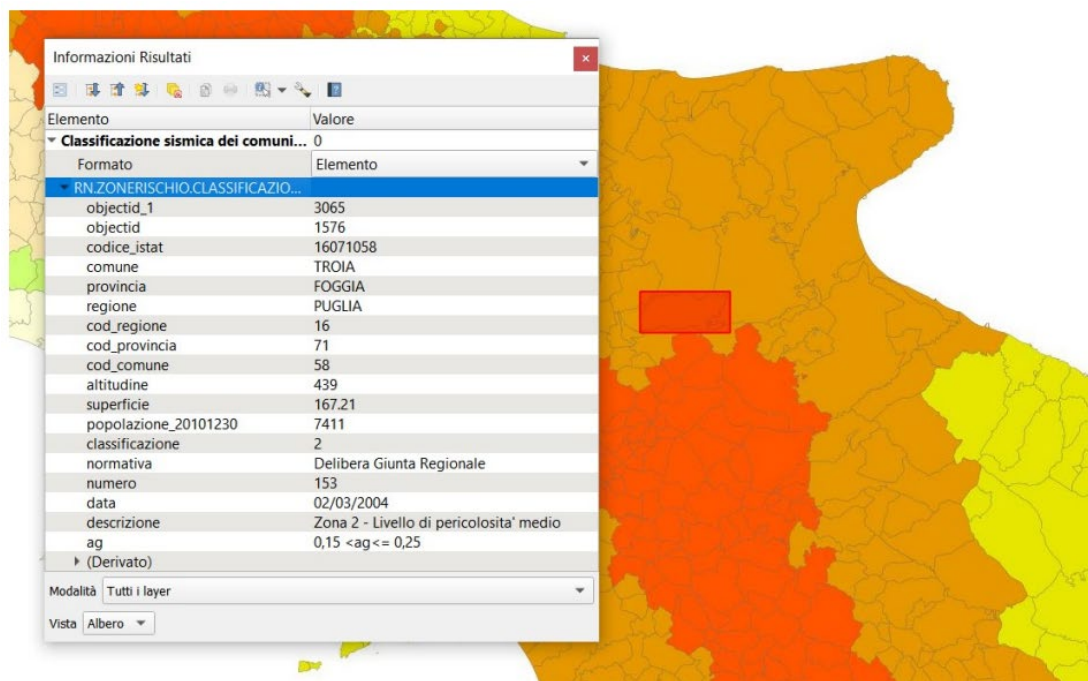 Informazioni Risultati
Elemento Valore
Classificazione sismica dei comuni... 0
Formato Elemento
RN.ZONERISCHIO.CLASSIFICAZIO...
objectid_1 3065
objectid 1576
codice_istat 16071058
comune TROIA
provincia FOGGIA
regione PUGLIA
cod_regione 16
cod_provincia 71
cod_comune 58
altitudine 439
superficie 167.21
popolazione_20101230 7411
classificazione 2
normativa Delibera Giunta Regionale
numero 153
data 02/03/2004
descrizione Zona 2 - Livello di pericolosita' medio
ag 0,15 <ag<= 0,25
(Derivato)
Modalità Tutti i layer
Vista Albero